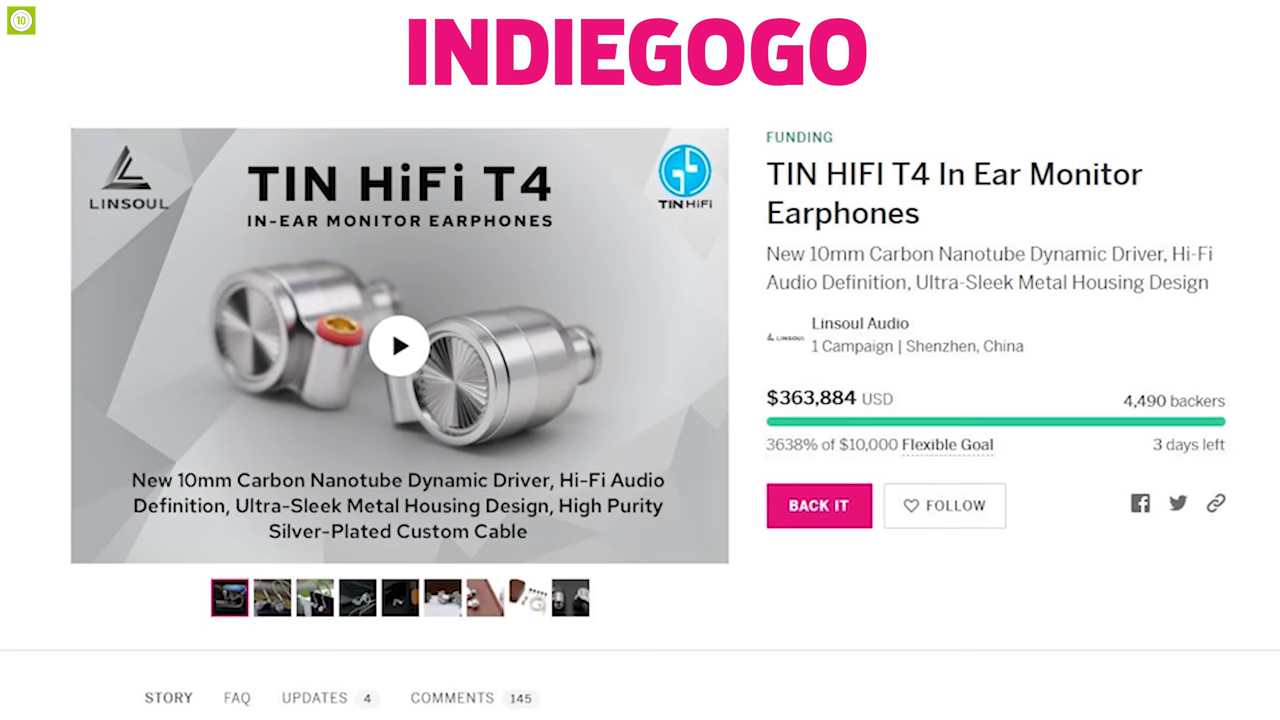 10
INDIEGOGO
LINSOUL
TIN HiFi T4
IN-EAR MONITOR EARPHONES
TINHiFi
New 10mm Carbon Nanotube Dynamic Driver, Hi-Fi Audio
Definition, Ultra-Sleek Metal Housing Design, High Purity
Silver-Plated Custom Cable
FUNDING
TIN HIFI T4 In Ear Monitor
Earphones
New 10mm Carbon Nanotube Dynamic Driver, Hi-Fi
Audio Definition, Ultra-Sleek Metal Housing Design
LINSOUL
Linsoul Audio
1 Campaign | Shenzhen, China
$363,884 USD
4,490 backers
3638% of $10,000 Flexible Goal
3 days left
BACK IT
FOLLOW
STORY FAQ UPDATES 4 COMMENTS 145